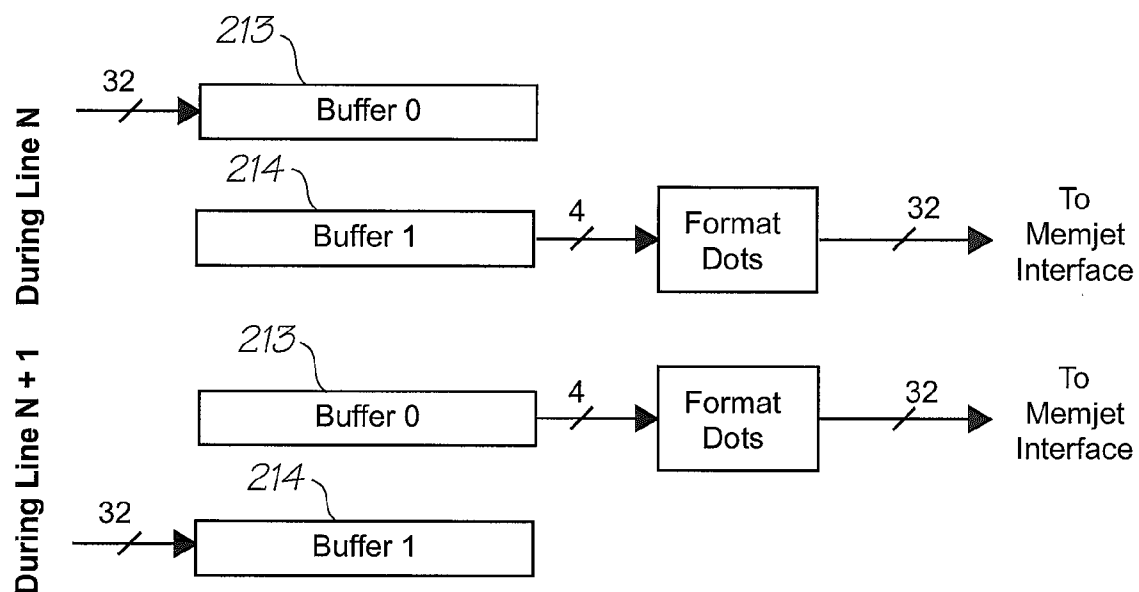 During Line N
213
32
Buffer 0
214
Buffer 1
4
Format
Dots
32
To
Memjet
Interface
During Line N + 1
213
Buffer 0
4
Format
Dots
32
To
Memjet
Interface
214
32
Buffer 1